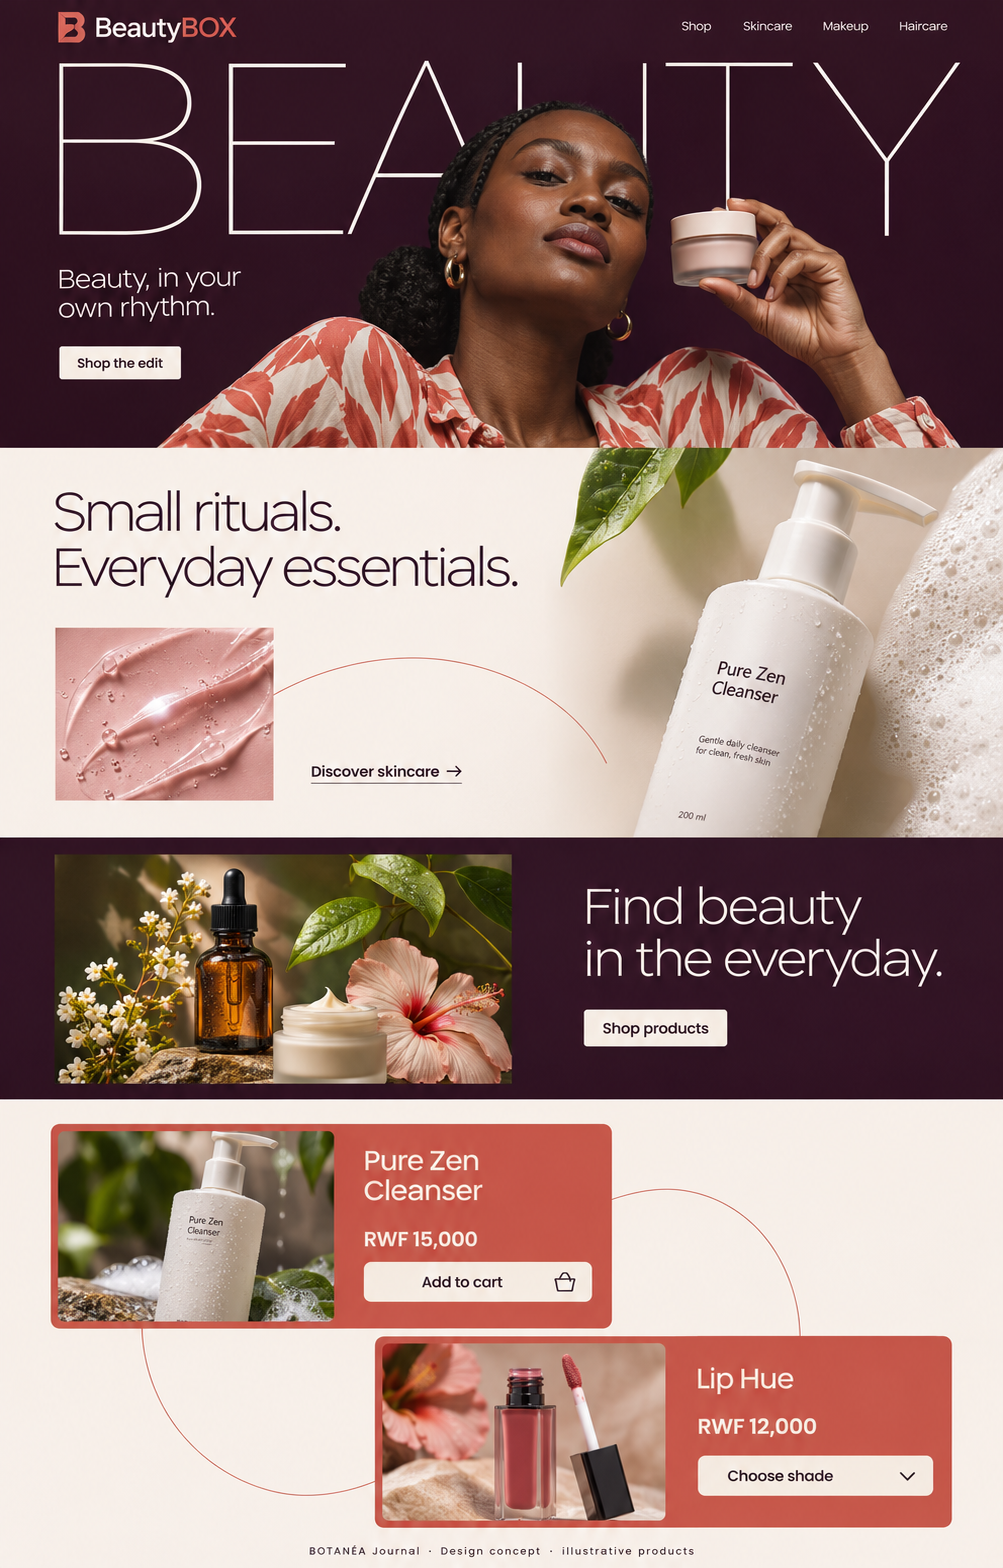 BeautyBOX
Shop Skincare Makeup Haircare
BEAUTY
Beauty, in your
own rhythm.
Shop the edit
Small rituals.
Everyday essentials.
Discover skincare →
Pure Zen
Cleanser
Gentle daily cleanser
for clean, fresh skin
200 ml
Find beauty
in the everyday.
Shop products
Pure Zen
Cleanser
Pure Zen
Cleanser
RWF 15,000
Add to cart
Lip Hue
RWF 12,000
Choose shade
BOTANÉA Journal · Design concept · illustrative products